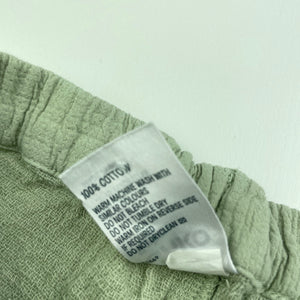 100% COTTON
WARM MACHINE WASH WITH
SIMILAR COLOURS
DO NOT BLEACH
DO NOT TUMBLE DRY
WARM IRON ON REVERSE SIDE
IF REQUIRED
DO NOT DRYCLEAN